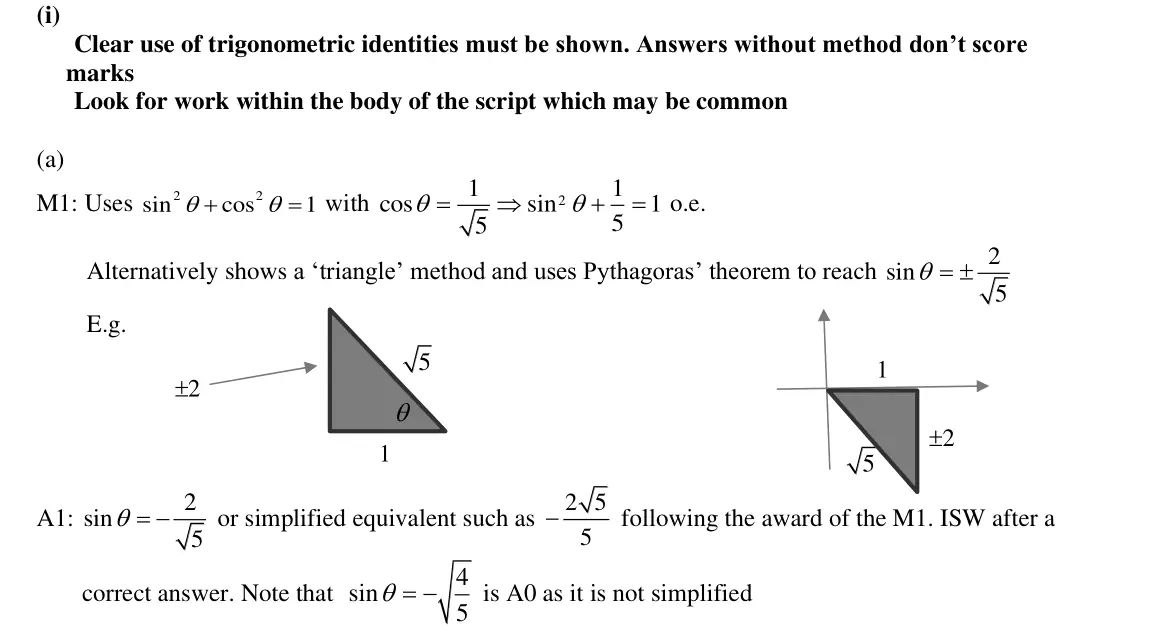 (i)
Clear use of trigonometric identities must be shown. Answers without method don’t score
marks
Look for work within the body of the script which may be common
(a)
M1: Uses sin² θ + cos² θ = 1 with cos θ = 1/√5 ⇒ sin² θ + 1/5 = 1 o.e.
Alternatively shows a ‘triangle’ method and uses Pythagoras’ theorem to reach sin θ = ± 2/√5
E.g.
√5
±2
θ
1
1
±2
√5
A1: sin θ = − 2/√5 or simplified equivalent such as − 2√5/5 following the award of the M1. ISW after a
correct answer. Note that sin θ = −√(4/5) is A0 as it is not simplified